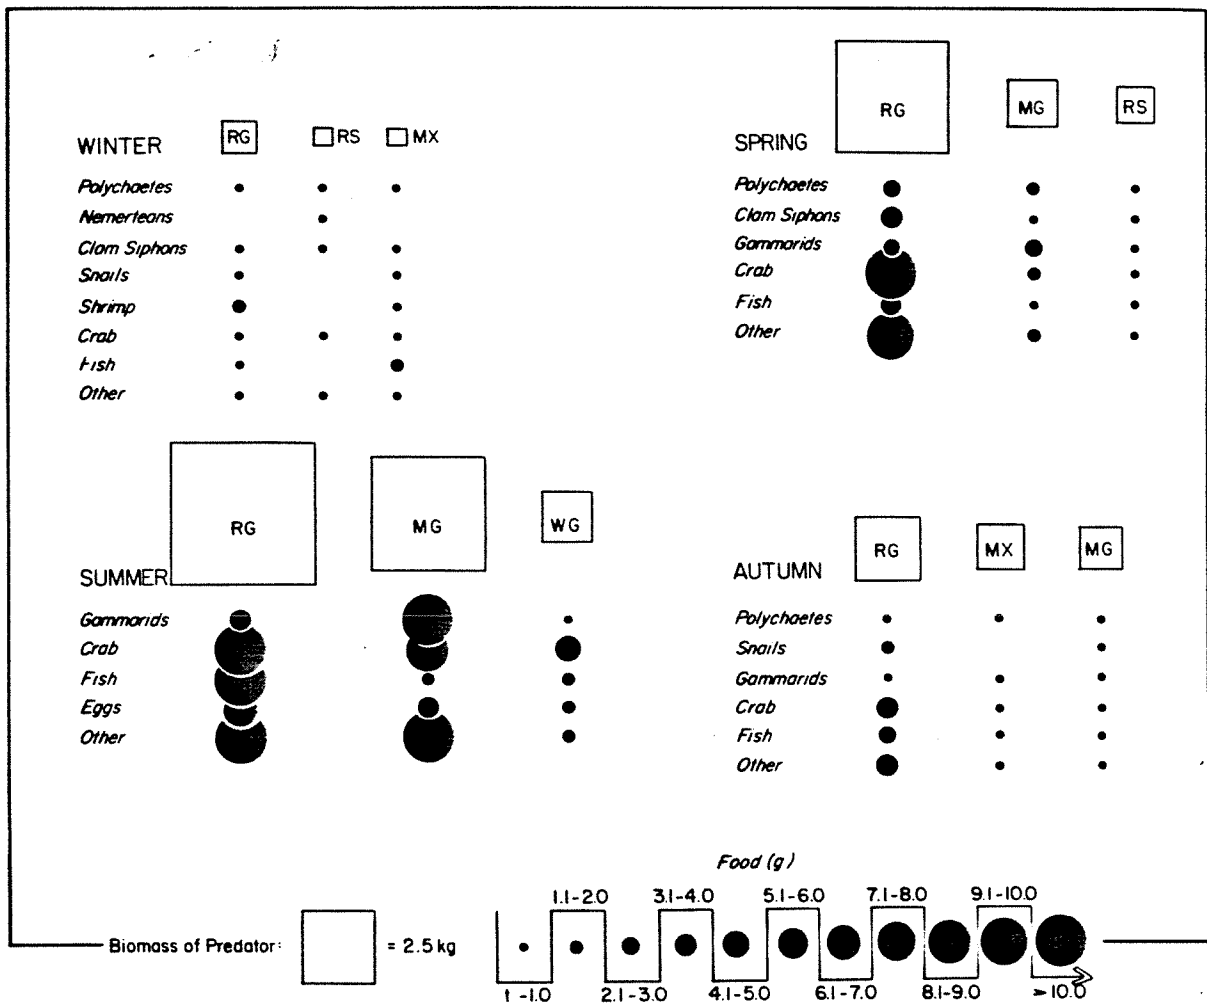 WINTER RG RS MX
Polychaetes
Nemerteans
Clam Siphons
Snails
Shrimp
Crab
Fish
Other
SPRING RG MG RS
Polychaetes
Clam Siphons
Gammarids
Crab
Fish
Other
SUMMER RG MG WG
Gammarids
Crab
Fish
Eggs
Other
AUTUMN RG MX MG
Polychaetes
Snails
Gammarids
Crab
Fish
Other
Food (g)
1.1-2.0 3.1-4.0 5.1-6.0 7.1-8.0 9.1-10.0
Biomass of Predator: = 2.5 kg
t -1.0 2.1-3.0 4.1-5.0 6.1-7.0 8.1-9.0 >10.0